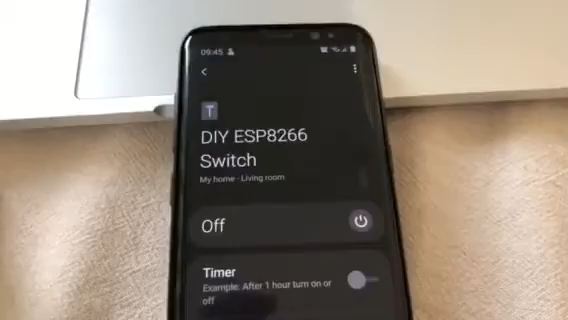 09:45
T
DIY ESP8266
Switch
My home - Living room
Off
Timer
Example: After 1 hour turn on or
off